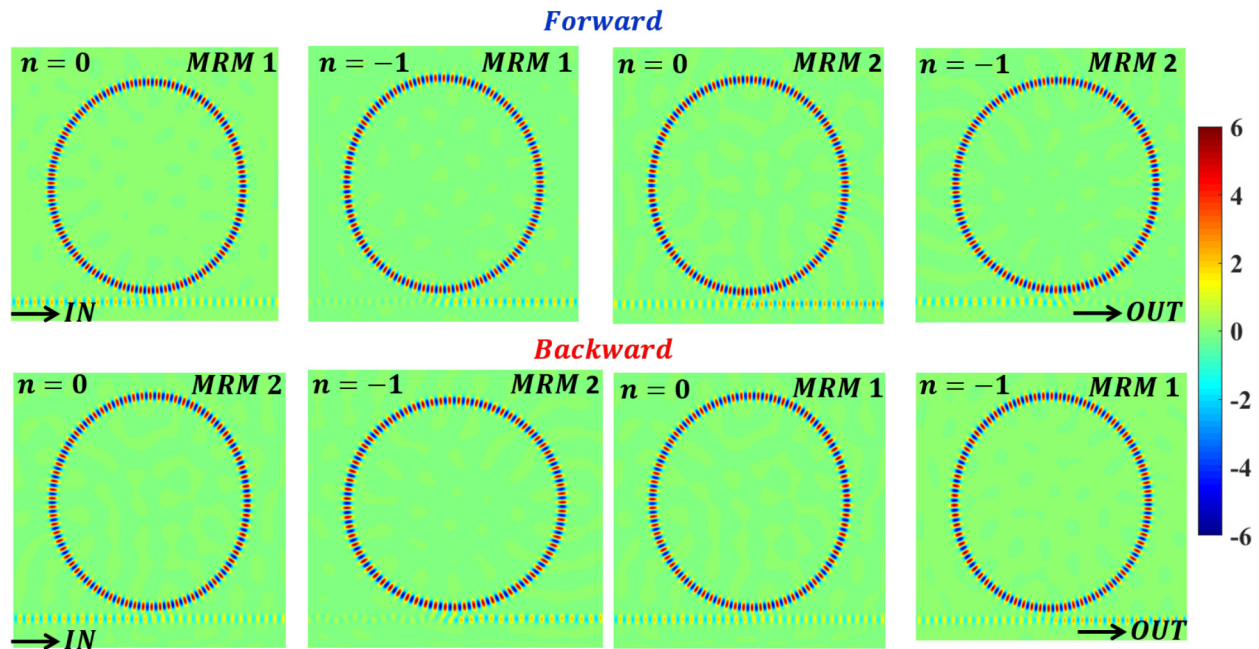 Forward
n = 0 MRM 1
n = −1 MRM 1
n = 0 MRM 2
n = −1 MRM 2
IN
OUT
Backward
n = 0 MRM 2
n = −1 MRM 2
n = 0 MRM 1
n = −1 MRM 1
IN
OUT
6
4
2
0
-2
-4
-6